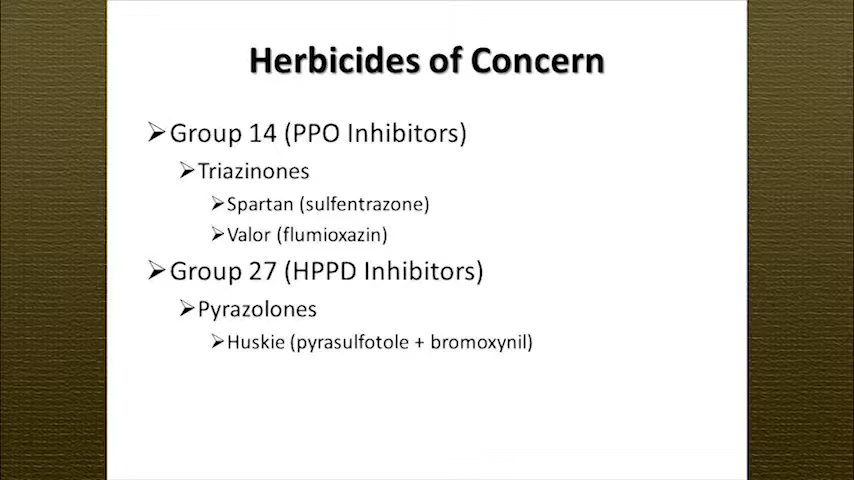 Herbicides of Concern
➢Group 14 (PPO Inhibitors)
➢Triazinones
➢Spartan (sulfentrazone)
➢Valor (flumioxazin)
➢Group 27 (HPPD Inhibitors)
➢Pyrazolones
➢Huskie (pyrasulfotole + bromoxynil)